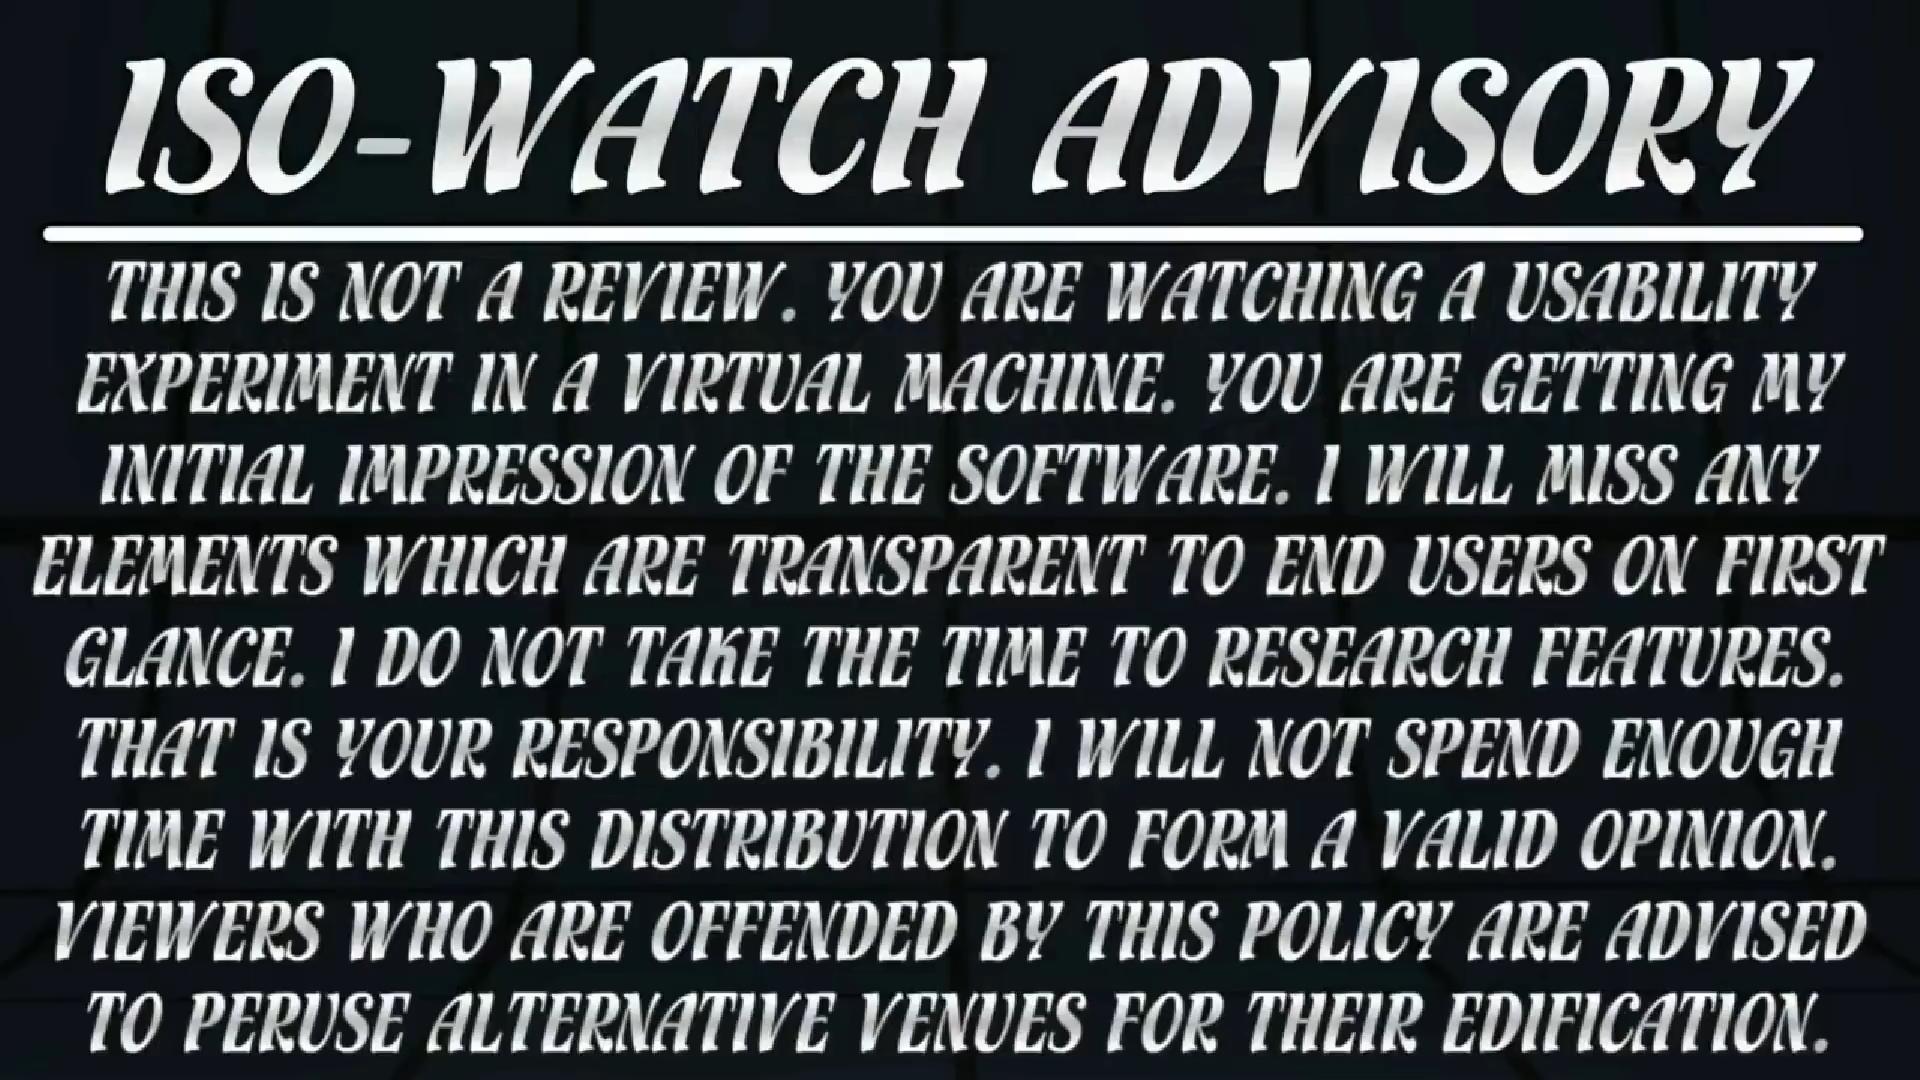 ISO-WATCH ADVISORY
THIS IS NOT A REVIEW. YOU ARE WATCHING A USABILITY
EXPERIMENT IN A VIRTUAL MACHINE. YOU ARE GETTING MY
INITIAL IMPRESSION OF THE SOFTWARE. I WILL MISS ANY
ELEMENTS WHICH ARE TRANSPARENT TO END USERS ON FIRST
GLANCE. I DO NOT TAKE THE TIME TO RESEARCH FEATURES.
THAT IS YOUR RESPONSIBILITY. I WILL NOT SPEND ENOUGH
TIME WITH THIS DISTRIBUTION TO FORM A VALID OPINION.
VIEWERS WHO ARE OFFENDED BY THIS POLICY ARE ADVISED
TO PERUSE ALTERNATIVE VENUES FOR THEIR EDIFICATION.